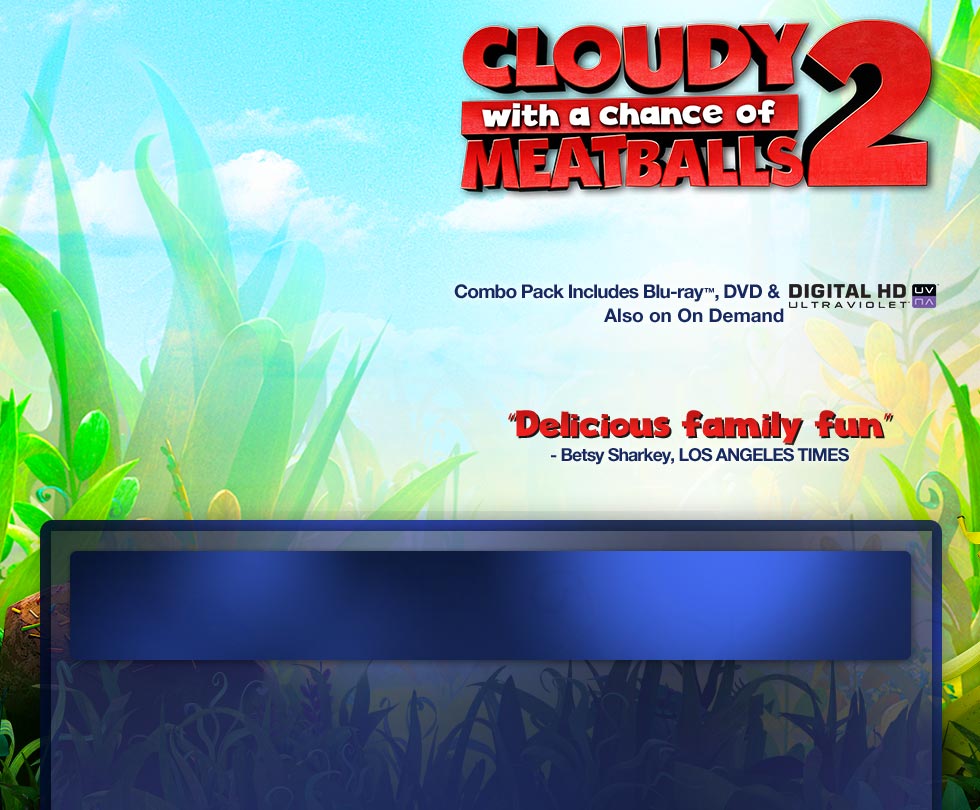 CLOUDY
with a chance of
MEATBALLS 2
Combo Pack Includes Blu-ray™, DVD & DIGITAL HD UV
ULTRAVIOLET
Also on On Demand
"Delicious family fun"
- Betsy Sharkey, LOS ANGELES TIMES